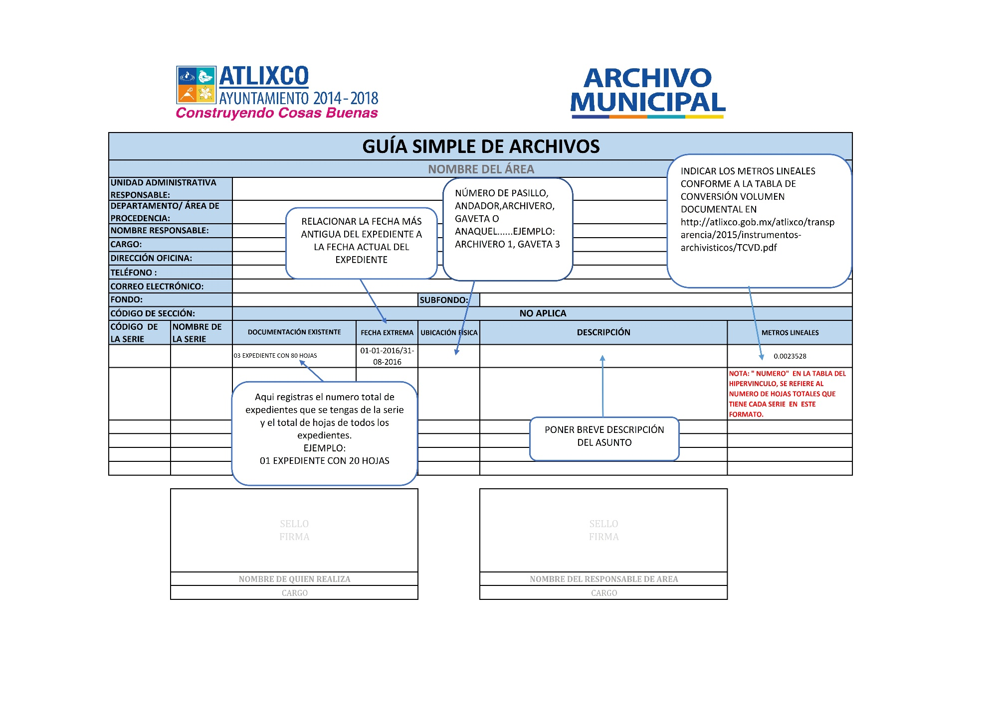 ATLIXCO
AYUNTAMIENTO 2014-2018
Construyendo Cosas Buenas
ARCHIVO
MUNICIPAL
GUÍA SIMPLE DE ARCHIVOS
NOMBRE DEL ÁREA
UNIDAD ADMINISTRATIVA
RESPONSABLE:
DEPARTAMENTO/ ÁREA DE
PROCEDENCIA:
NOMBRE RESPONSABLE:
CARGO:
DIRECCIÓN OFICINA:
TELÉFONO :
CORREO ELECTRÓNICO:
RELACIONAR LA FECHA MÁS
ANTIGUA DEL EXPEDIENTE A
LA FECHA ACTUAL DEL
EXPEDIENTE
NÚMERO DE PASILLO,
ANDADOR,ARCHIVERO,
GAVETA O
ANAQUEL......EJEMPLO:
ARCHIVERO 1, GAVETA 3
INDICAR LOS METROS LINEALES
CONFORME A LA TABLA DE
CONVERSIÓN VOLUMEN
DOCUMENTAL EN
http://atlixco.gob.mx/atlixco/transp
arencia/2015/instrumentos-
archivisticos/TCVD.pdf
FONDO:
SUBFONDO:
CÓDIGO DE SECCIÓN:
NO APLICA
CÓDIGO DE
LA SERIE
NOMBRE DE
LA SERIE
DOCUMENTACIÓN EXISTENTE
FECHA EXTREMA
UBICACIÓN FÍSICA
DESCRIPCIÓN
METROS LINEALES
03 EXPEDIENTE CON 80 HOJAS
01-01-2016/31-
08-2016
0.0023528
NOTA: " NUMERO" EN LA TABLA DEL
HIPERVINCULO, SE REFIERE AL
NUMERO DE HOJAS TOTALES QUE
TIENE CADA SERIE EN ESTE
FORMATO.
Aqui registras el numero total de
expedientes que se tengas de la serie
y el total de hojas de todos los
expedientes.
EJEMPLO:
01 EXPEDIENTE CON 20 HOJAS
PONER BREVE DESCRIPCIÓN
DEL ASUNTO
SELLO
FIRMA
NOMBRE DE QUIEN REALIZA
CARGO
SELLO
FIRMA
NOMBRE DEL RESPONSABLE DE AREA
CARGO